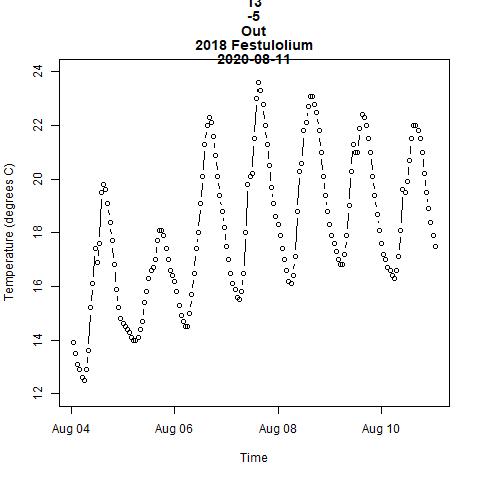 13
-5
Out
2018 Festulolium
2020-08-11
Temperature (degrees C)
24
22
20
18
16
14
12
Aug 04
Aug 06
Aug 08
Aug 10
Time